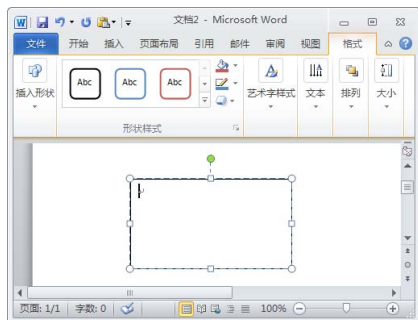 W 文档2 - Microsoft Word
文件 开始 插入 页面布局 引用 邮件 审阅 视图 格式
Abc Abc Abc
插入形状 艺术字样式 文本 排列 大小
形状样式
页面: 1/1 字数: 0 100%